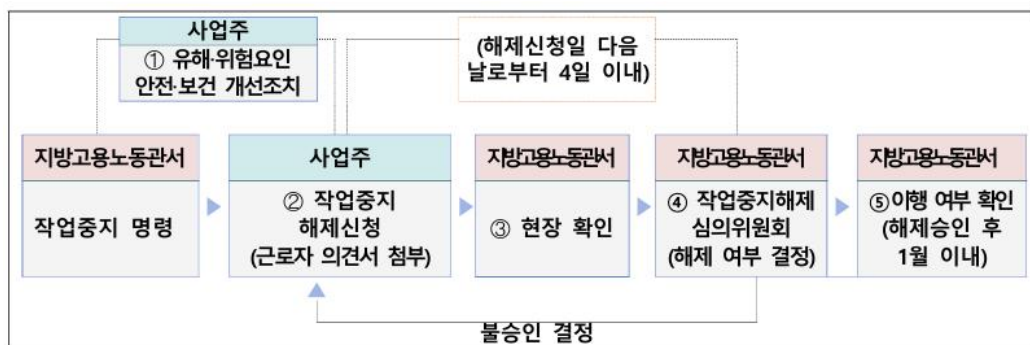 사업주
① 유해·위험요인
안전·보건 개선조치
(해제신청일 다음
날로부터 4일 이내)
지방고용노동관서
작업중지 명령
사업주
② 작업중지
해제신청
(근로자 의견서 첨부)
지방고용노동관서
③ 현장 확인
지방고용노동관서
④ 작업중지해제
심의위원회
(해제 여부 결정)
지방고용노동관서
⑤이행 여부 확인
(해제승인 후
1월 이내)
불승인 결정